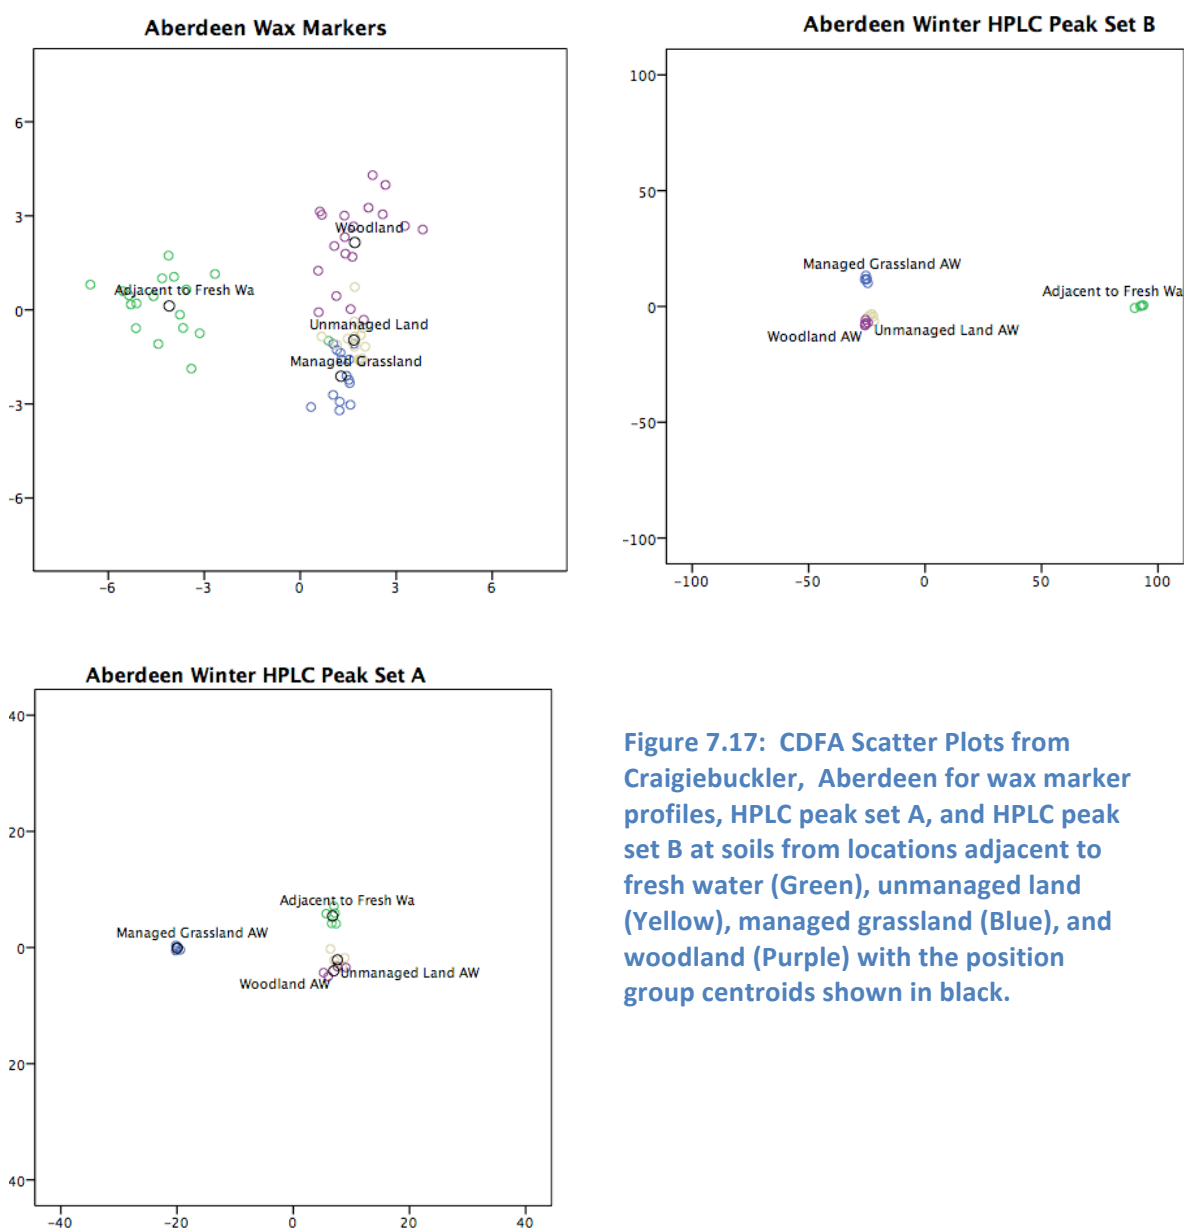 Aberdeen Wax Markers
6
3
0
-3
-6
Woodland
Adjacent to Fresh Wa
Unmanaged Land
Managed Grassland
-6 -3 0 3 6
Aberdeen Winter HPLC Peak Set B
100
50
0
-50
-100
Managed Grassland AW
Adjacent to Fresh Wa
Woodland AW
Unmanaged Land AW
-100 -50 0 50 100
Aberdeen Winter HPLC Peak Set A
40
20
0
20
40
Adjacent to Fresh Wa
Managed Grassland AW
Unmanaged Land AW
Woodland AW
-40 -20 0 20 40
Figure 7.17: CDFA Scatter Plots from
Craigiebuckler, Aberdeen for wax marker
profiles, HPLC peak set A, and HPLC peak
set B at soils from locations adjacent to
fresh water (Green), unmanaged land
(Yellow), managed grassland (Blue), and
woodland (Purple) with the position
group centroids shown in black.